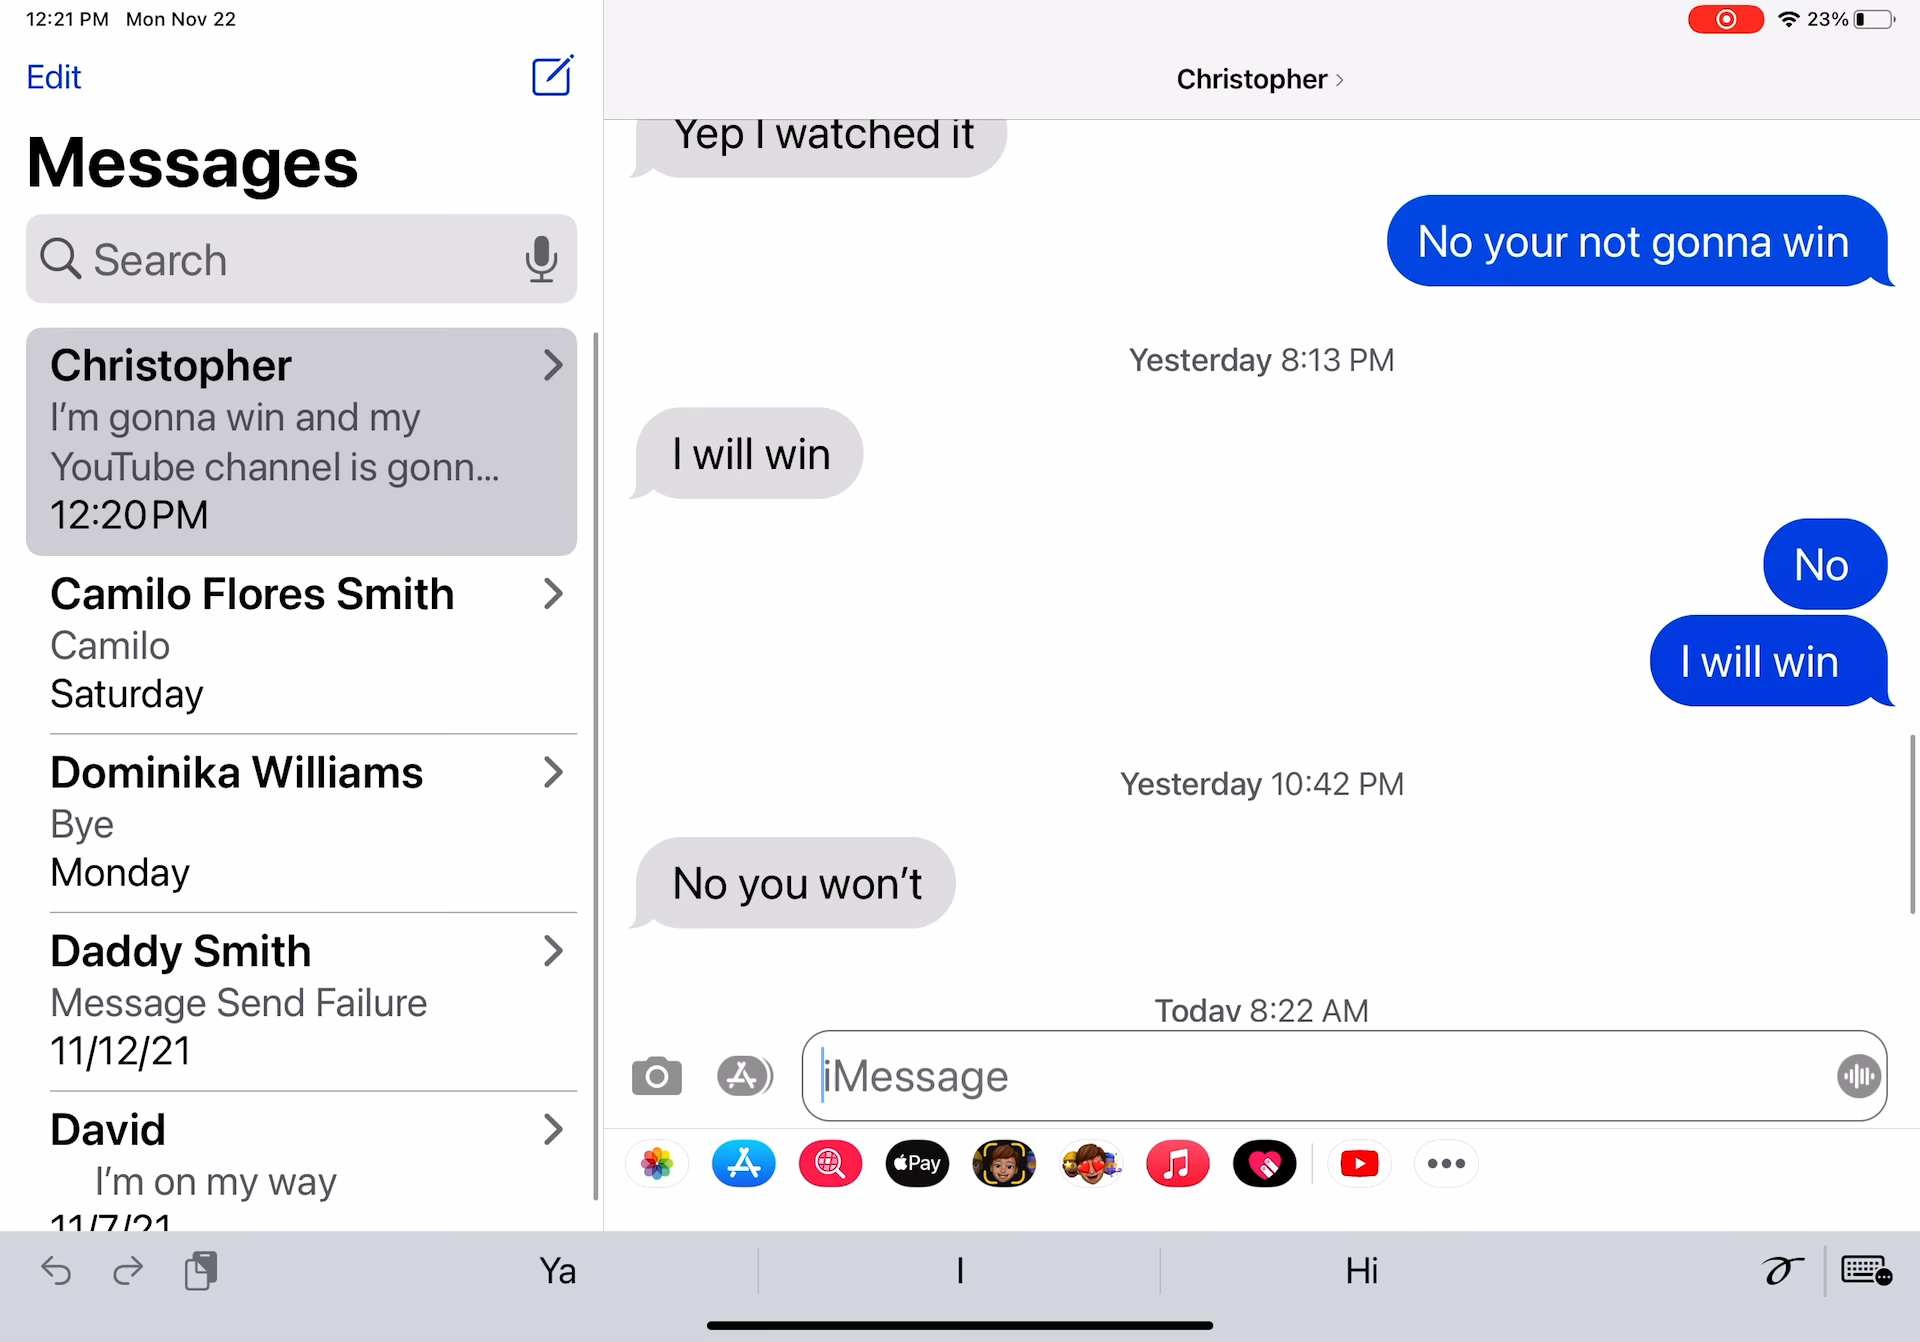 12:21 PM Mon Nov 22
23%
Edit
Messages
Search
Christopher
I'm gonna win and my
YouTube channel is gonn...
12:20 PM
Camilo Flores Smith
Camilo
Saturday
Dominika Williams
Bye
Monday
Daddy Smith
Message Send Failure
11/12/21
David
I'm on my way
11/7/21
Christopher
Yep I watched it
No your not gonna win
Yesterday 8:13 PM
I will win
No
I will win
Yesterday 10:42 PM
No you won't
Today 8:22 AM
iMessage
Pay
Ya
I
Hi